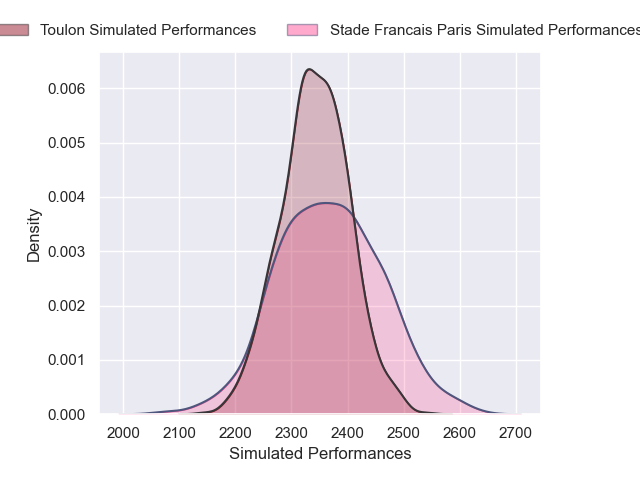 Toulon Simulated Performances Stade Francais Paris Simulated Performances
0.006
0.005
0.004
0.003
0.002
0.001
0.000
Density
2000 2100 2200 2300 2400 2500 2600 2700
Simulated Performances